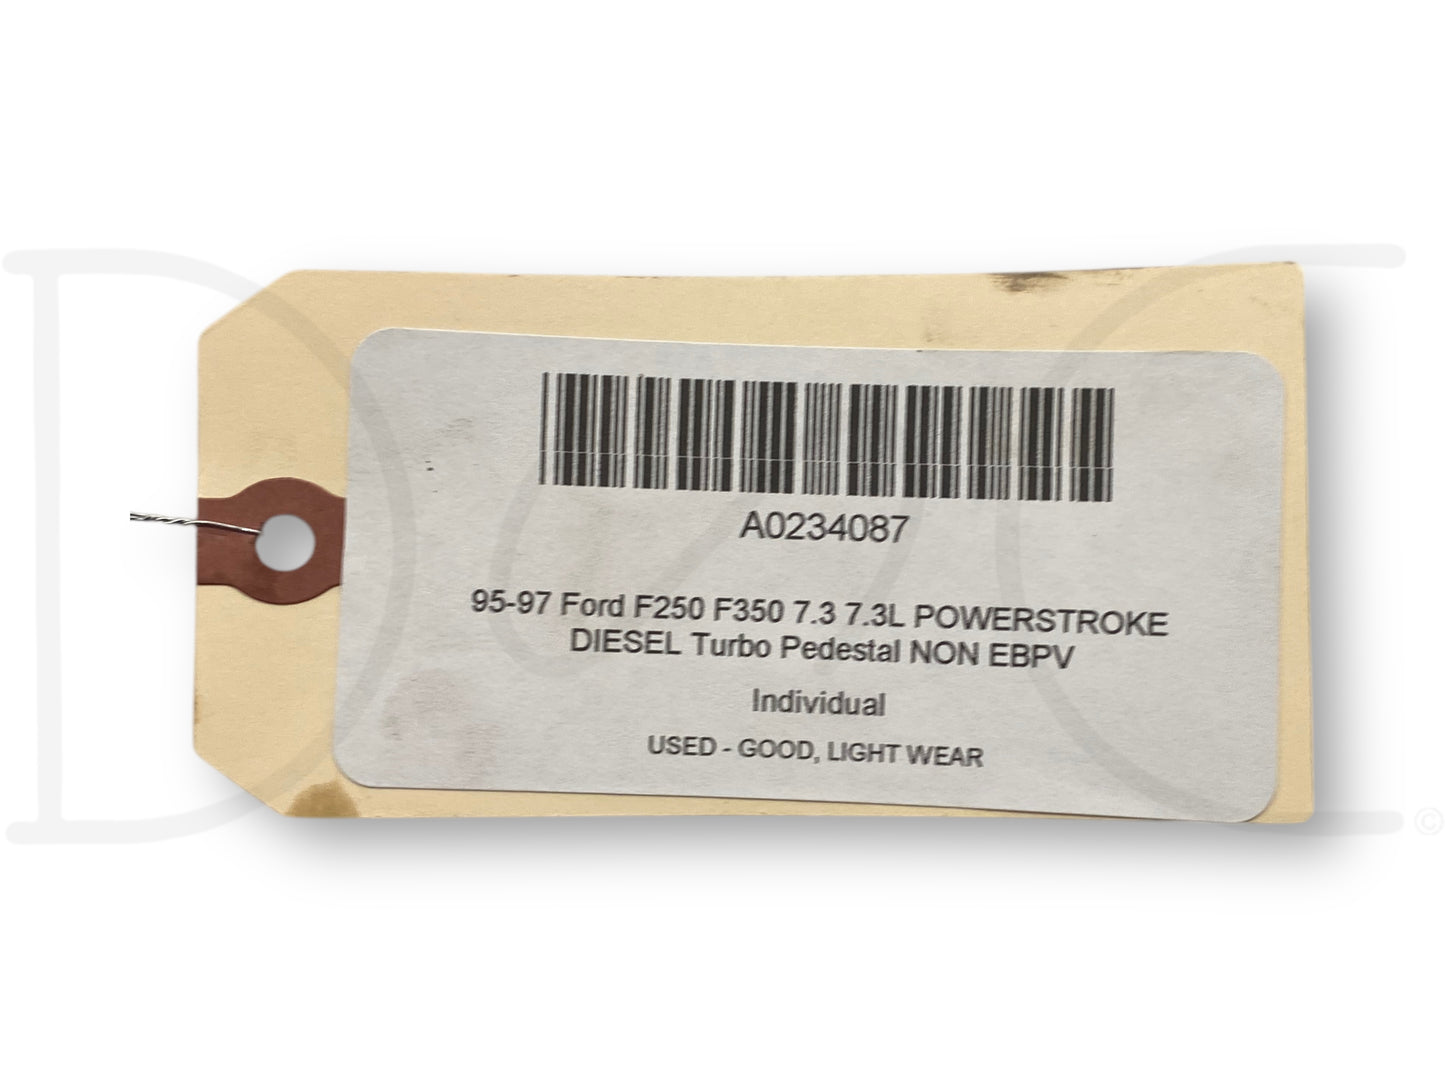 A0234087
95-97 Ford F250 F350 7.3 7.3L POWERSTROKE
DIESEL Turbo Pedestal NON EBPV
Individual
USED - GOOD, LIGHT WEAR
©